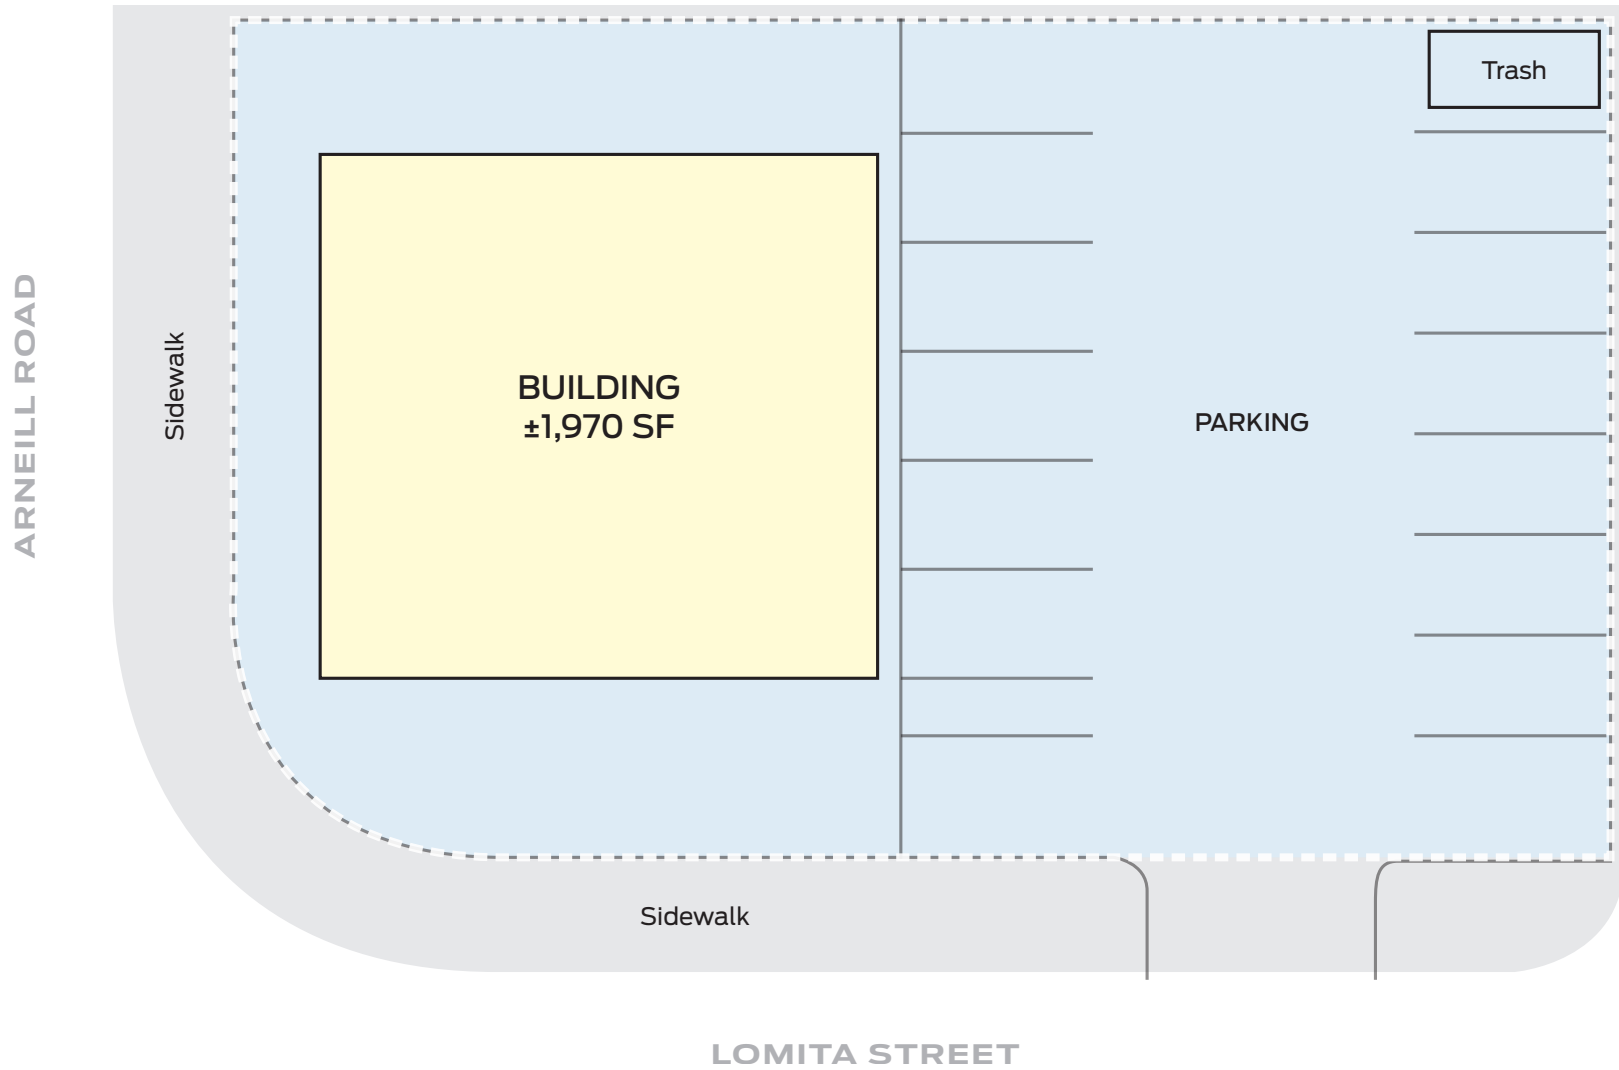 Trash
ARNEILL ROAD
Sidewalk
BUILDING
±1,970 SF
PARKING
Sidewalk
LOMITA STREET